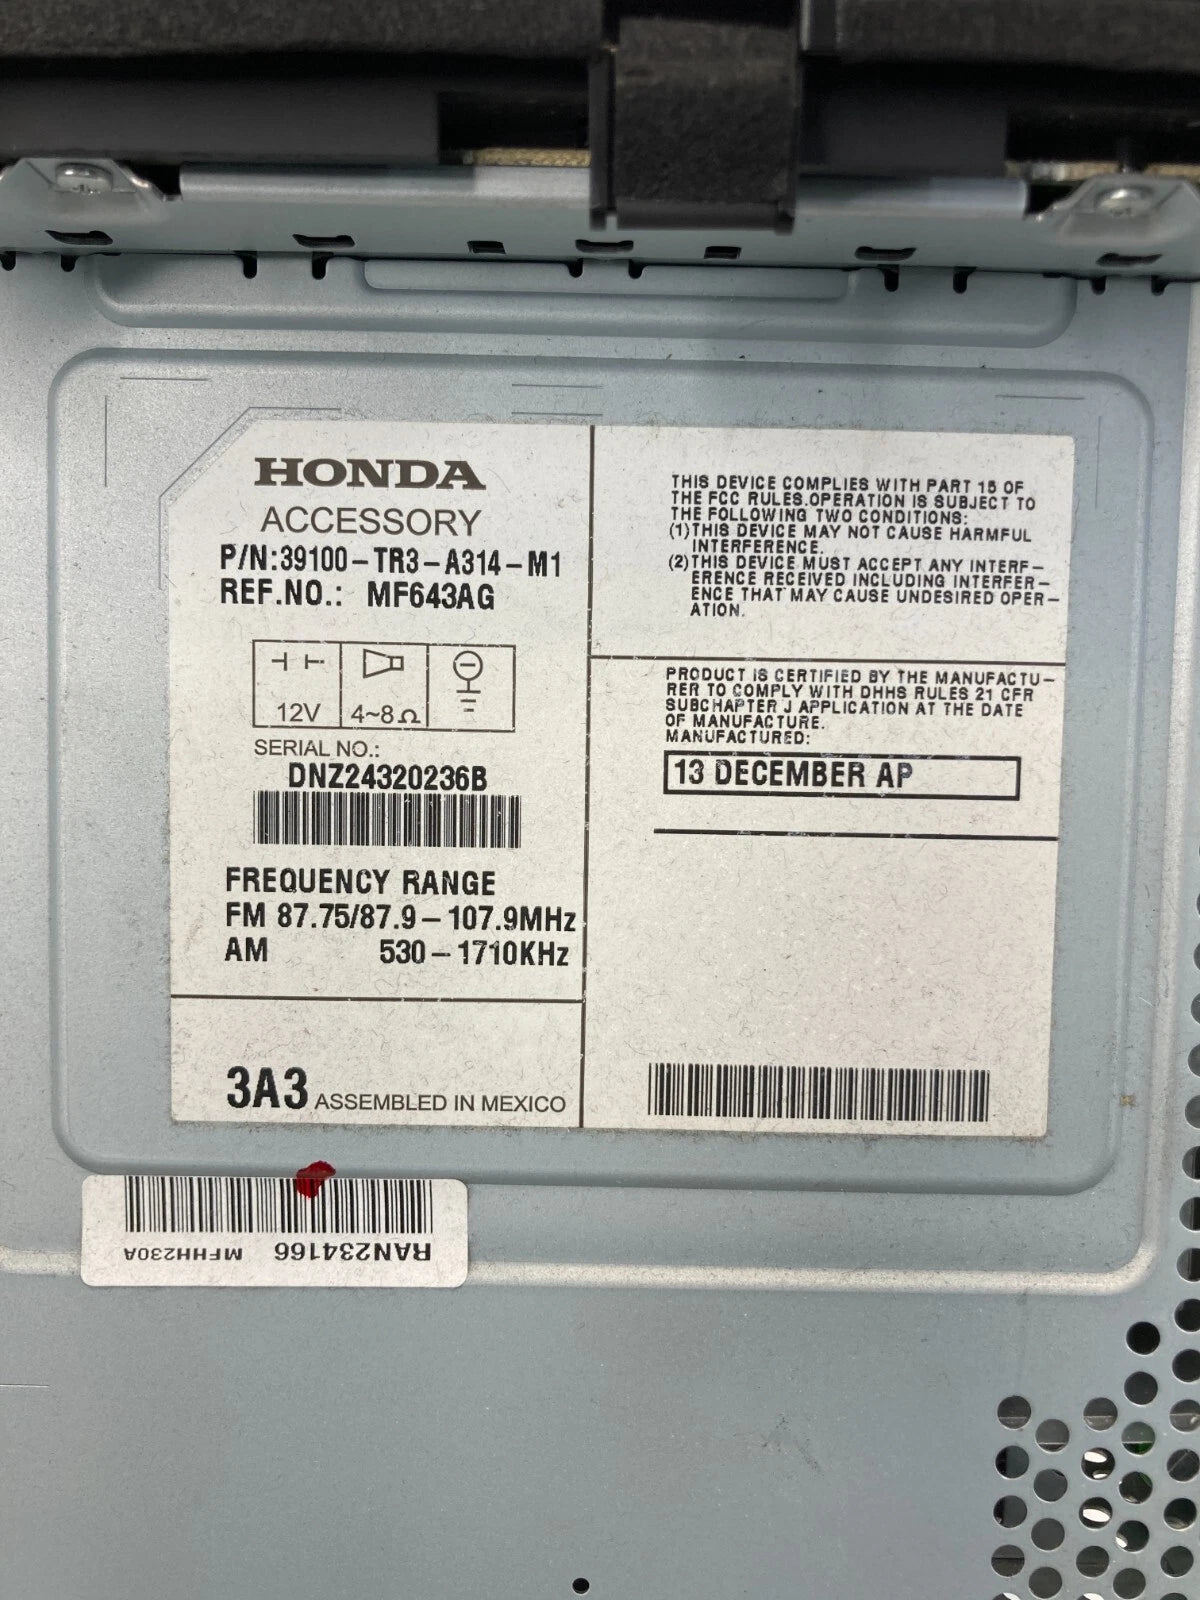 HONDA
ACCESSORY
P/N:39100-TR3-A314-M1
REF.NO.: MF643AG
12V
4~8Ω
SERIAL NO.:
DNZ24320236B
FREQUENCY RANGE
FM 87.75/87.9-107.9MHz
AM 530-1710KHz
3A3 ASSEMBLED IN MEXICO
THIS DEVICE COMPLIES WITH PART 15 OF
THE FCC RULES.OPERATION IS SUBJECT TO
THE FOLLOWING TWO CONDITIONS:
(1)THIS DEVICE MAY NOT CAUSE HARMFUL
INTERFERENCE.
(2)THIS DEVICE MUST ACCEPT ANY INTERF-
ERENCE RECEIVED INCLUDING INTERFER-
ENCE THAT MAY CAUSE UNDESIRED OPER-
ATION.
PRODUCT IS CERTIFIED BY THE MANUFACTU-
RER TO COMPLY WITH DHHS RULES 21 CFR
SUBCHAPTER J APPLICATION AT THE DATE
OF MANUFACTURE.
MANUFACTURED:
13 DECEMBER AP
RAN234166 MFHH230A